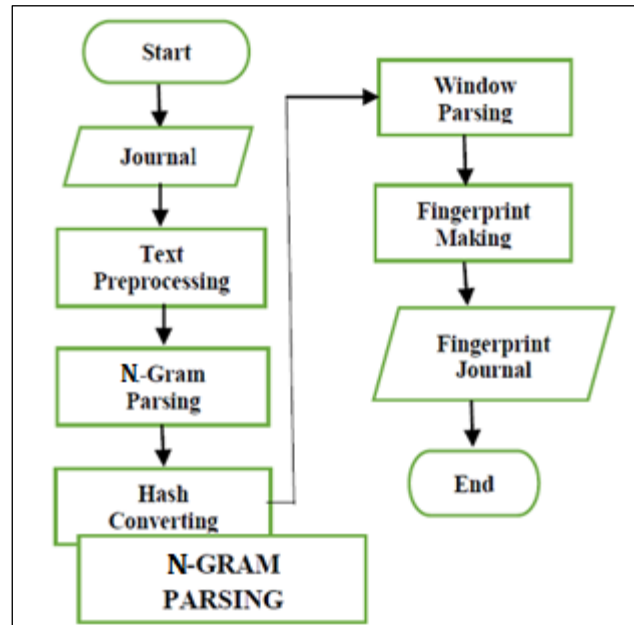 Start
Journal
Text
Preprocessing
N-Gram
Parsing
Hash
Converting
N-GRAM
PARSING
Window
Parsing
Fingerprint
Making
Fingerprint
Journal
End